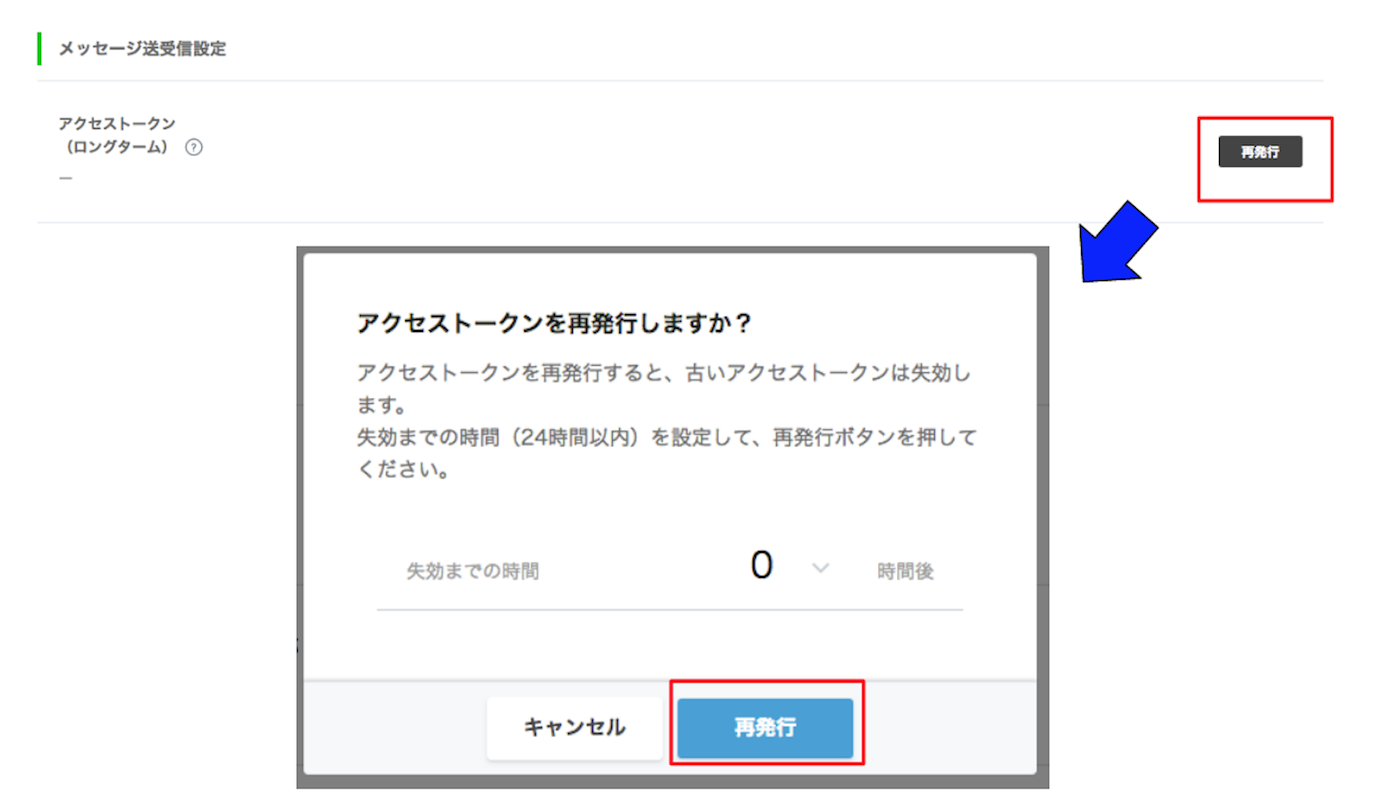 メッセージ送受信設定
アクセストークン
（ロングターム） ?
再発行
—
アクセストークンを再発行しますか？
アクセストークンを再発行すると、古いアクセストークンは失効し
ます。
失効までの時間（24時間以内）を設定して、再発行ボタンを押して
ください。
失効までの時間 0 時間後
キャンセル 再発行